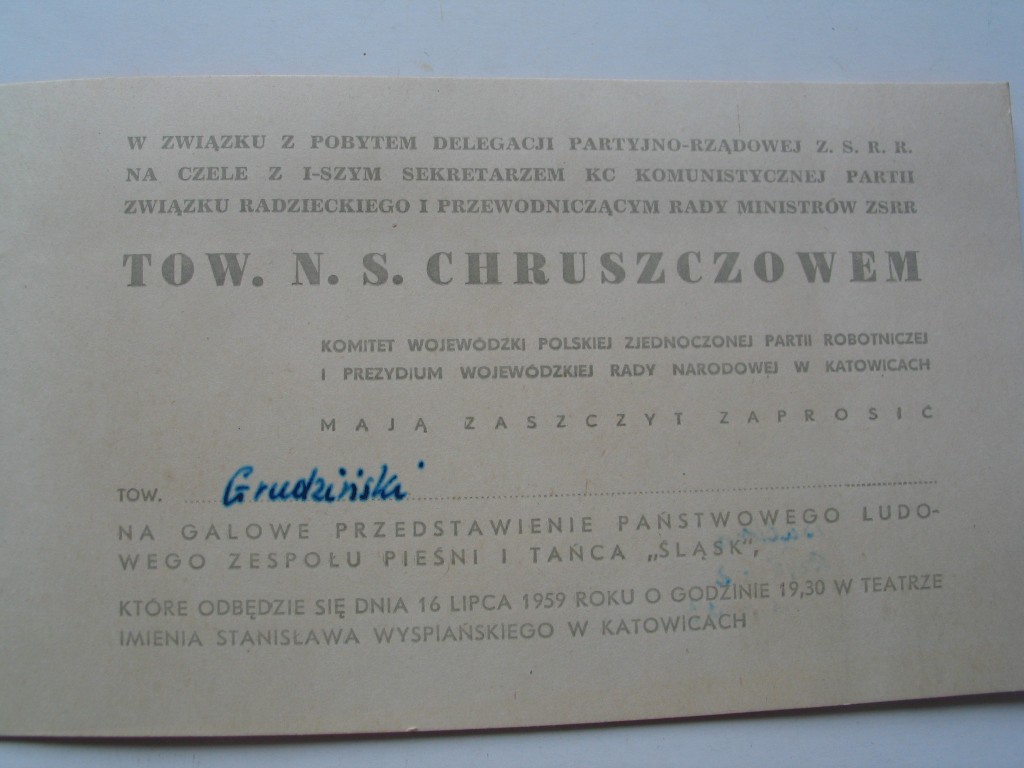 W ZWIĄZKU Z POBYTEM DELEGACJI PARTYJNO-RZĄDOWEJ Z. S. R. R.
NA CZELE Z I-SZYM SEKRETARZEM KC KOMUNISTYCZNEJ PARTII
ZWIĄZKU RADZIECKIEGO I PRZEWODNICZĄCYM RADY MINISTRÓW ZSRR
TOW. N. S. CHRUSZCZOWEM
KOMITET WOJEWÓDZKI POLSKIEJ ZJEDNOCZONEJ PARTII ROBOTNICZEJ
I PREZYDIUM WOJEWÓDZKIEJ RADY NARODOWEJ W KATOWICACH
MAJĄ ZASZCZYT ZAPROSIĆ
TOW. Grudziński
NA GALOWE PRZEDSTAWIENIE PAŃSTWOWEGO LUDO-
WEGO ZESPOŁU PIEŚNI I TAŃCA „ŚLĄSK”,
KTÓRE ODBĘDZIE SIĘ DNIA 16 LIPCA 1959 ROKU O GODZINIE 19,30 W TEATRZE
IMIENIA STANISŁAWA WYSPIAŃSKIEGO W KATOWICACH